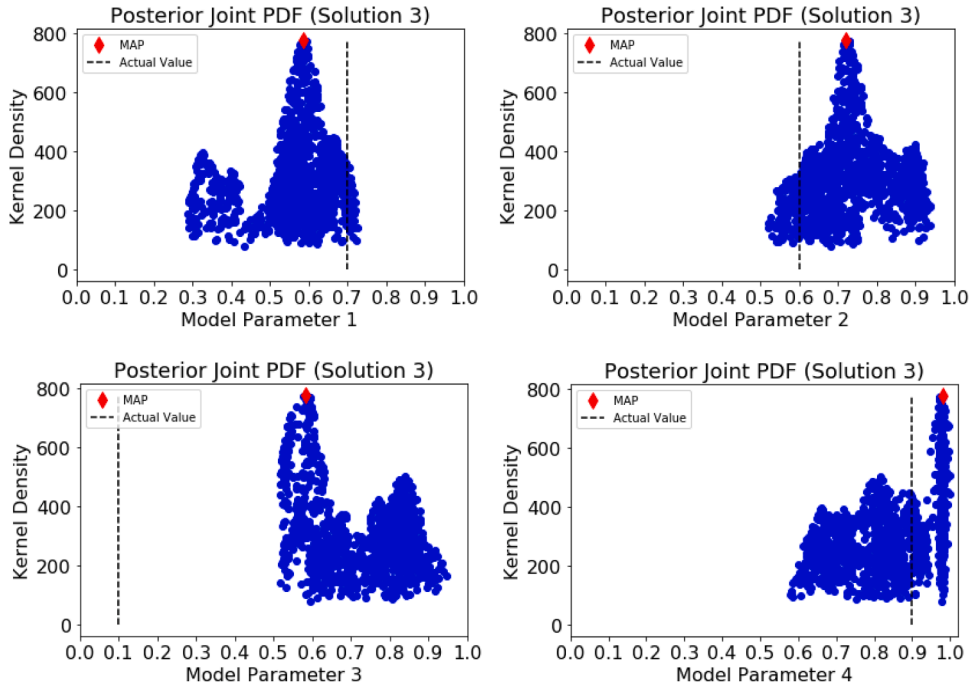 Posterior Joint PDF (Solution 3)
800
600
400
200
0
Kernel Density
MAP
Actual Value
0.0 0.1 0.2 0.3 0.4 0.5 0.6 0.7 0.8 0.9 1.0
Model Parameter 1
Posterior Joint PDF (Solution 3)
800
600
400
200
0
Kernel Density
MAP
Actual Value
0.0 0.1 0.2 0.3 0.4 0.5 0.6 0.7 0.8 0.9 1.0
Model Parameter 2
Posterior Joint PDF (Solution 3)
800
600
400
200
0
Kernel Density
MAP
Actual Value
0.0 0.1 0.2 0.3 0.4 0.5 0.6 0.7 0.8 0.9 1.0
Model Parameter 3
Posterior Joint PDF (Solution 3)
800
600
400
200
0
Kernel Density
MAP
Actual Value
0.0 0.1 0.2 0.3 0.4 0.5 0.6 0.7 0.8 0.9 1.0
Model Parameter 4